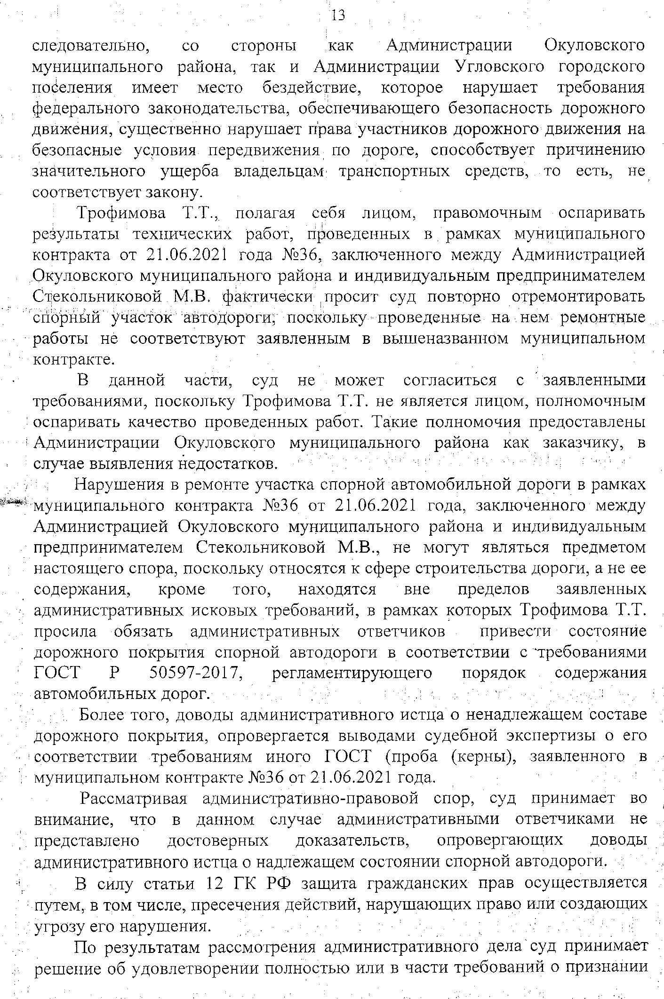 13
следовательно, со стороны как Администрации Окуловского
муниципального района, так и Администрации Угловского городского
поселения имеет место бездействие, которое нарушает требования
федерального законодательства, обеспечивающего безопасность дорожного
движения, существенно нарушает права участников дорожного движения на
безопасные условия передвижения по дороге, способствует причинению
значительного ущерба владельцам транспортных средств, то есть, не
соответствует закону.
Трофимова Т.Т., полагая себя лицом, правомочным оспаривать
результаты технических работ, проведенных в рамках муниципального
контракта от 21.06.2021 года №36, заключенного между Администрацией
Окуловского муниципального района и индивидуальным предпринимателем
Стекольниковой М.В. фактически просит суд повторно отремонтировать
спорный участок автодороги, поскольку проведенные на нем ремонтные
работы не соответствуют заявленным в вышеназванном муниципальном
контракте.
В данной части, суд не может согласиться с заявленными
требованиями, поскольку Трофимова Т.Т. не является лицом, полномочным
оспаривать качество проведенных работ. Такие полномочия предоставлены
Администрации Окуловского муниципального района как заказчику, в
случае выявления недостатков.
Нарушения в ремонте участка спорной автомобильной дороги в рамках
муниципального контракта №36 от 21.06.2021 года, заключенного между
Администрацией Окуловского муниципального района и индивидуальным
предпринимателем Стекольниковой М.В., не могут являться предметом
настоящего спора, поскольку относятся к сфере строительства дороги, а не ее
содержания, кроме того, находятся вне пределов заявленных
административных исковых требований, в рамках которых Трофимова Т.Т.
просила обязать административных ответчиков привести состояние
дорожного покрытия спорной автодороги в соответствии с требованиями
ГОСТ Р 50597-2017, регламентирующего порядок содержания
автомобильных дорог.
Более того, доводы административного истца о ненадлежащем составе
дорожного покрытия, опровергается выводами судебной экспертизы о его
соответствии требованиям иного ГОСТ (проба (керны), заявленного в
муниципальном контракте №36 от 21.06.2021 года.
Рассматривая административно-правовой спор, суд принимает во
внимание, что в данном случае административными ответчиками не
представлено достоверных доказательств, опровергающих доводы
административного истца о надлежащем состоянии спорной автодороги.
В силу статьи 12 ГК РФ защита гражданских прав осуществляется
путем, в том числе, пресечения действий, нарушающих право или создающих
угрозу его нарушения.
По результатам рассмотрения административного дела суд принимает
решение об удовлетворении полностью или в части требований о признании